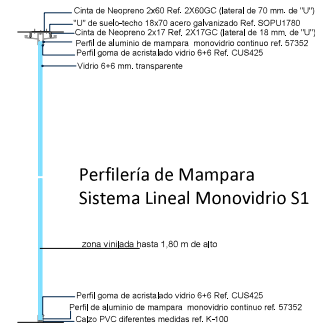 Cinta de Neopreno 2x60 Ref. 2X60GC (lateral de 70 mm. de "U")
"U" de suelo-techo 18x70 acero galvanizado Ref. SOPU1780
Cinta de Neopreno 2x17 Ref, 2X17GC (lateral de 18 mm. de "U")
Perfil de aluminio de mampara monovidrio continuo ref. 57352
Perfil goma de acristalado vidrio 6+6 Ref. CUS425
Vidrio 6+6 mm. transparente
Perfilería de Mampara
Sistema Lineal Monovidrio S1
zona vinilada hasta 1,80 m de alto
Perfil goma de acristalado vidrio 6+6 Ref, CUS425
Perfil de aluminio de mampara monovidrio continuo ref. 57352
Calzo PVC diferentes medidas ref. K-100